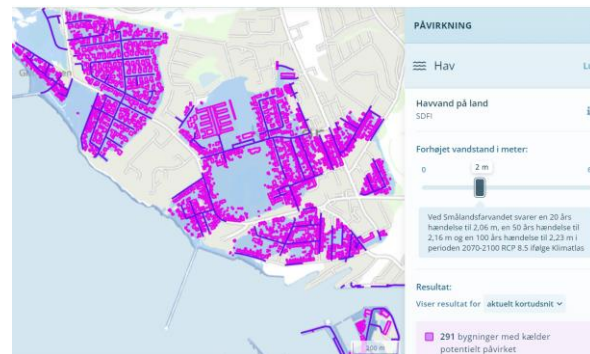 PÅVIRKNING
Hav
Lu
Havvand på land
SDFI
Forhøjet vandstand i meter:
0
2 m
Ved Smålandsfarvandet svarer en 20 års
hændelse til 2,06 m, en 50 års hændelse til
2,16 m og en 100 års hændelse til 2,23 m i
perioden 2070-2100 RCP 8.5 ifølge Klimatlas
Resultat:
Viser resultat for aktuelt kortudsnit
291 bygninger med kælder
potentielt påvirket
200 m